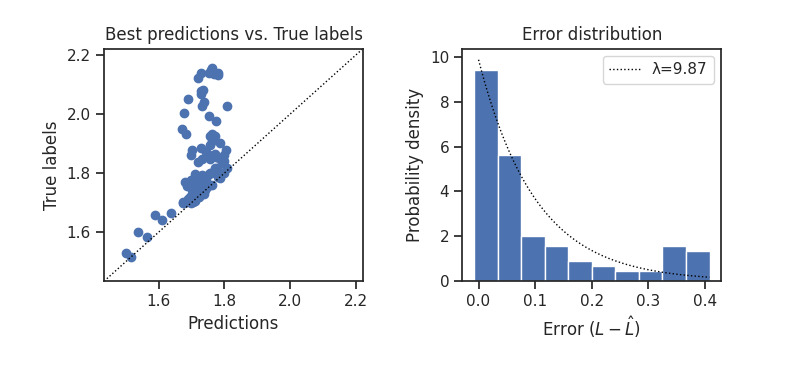 Best predictions vs. True labels
2.2
2.0
1.8
1.6
True labels
1.6 1.8 2.0 2.2
Predictions
Error distribution
λ=9.87
10
8
6
4
2
0
Probability density
0.0 0.1 0.2 0.3 0.4
Error (L − L̂)